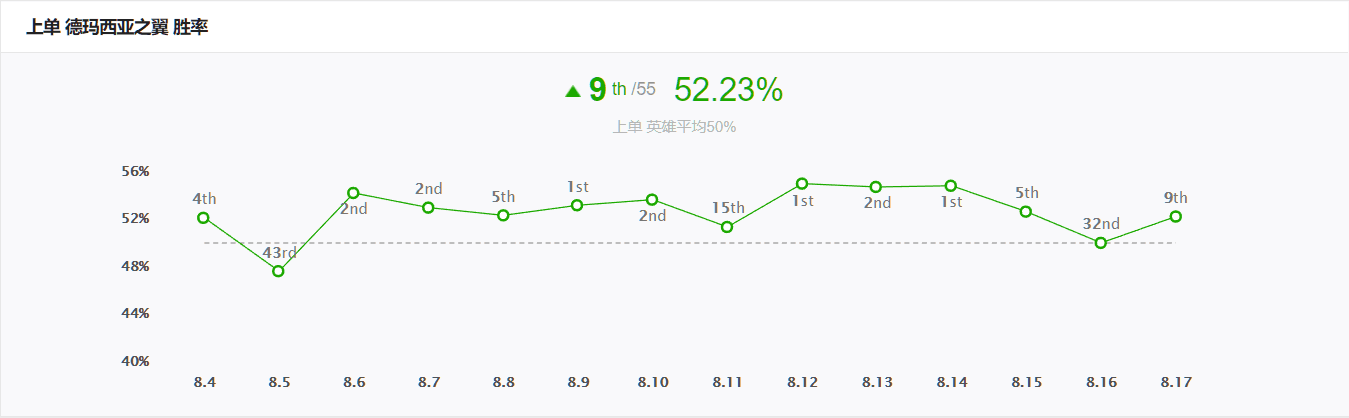 上单 德玛西亚之翼 胜率
9 th /55 52.23%
上单 英雄平均50%
56%
52%
48%
44%
40%
4th
43rd
2nd
2nd
5th
1st
2nd
15th
1st
2nd
1st
5th
32nd
9th
8.4 8.5 8.6 8.7 8.8 8.9 8.10 8.11 8.12 8.13 8.14 8.15 8.16 8.17